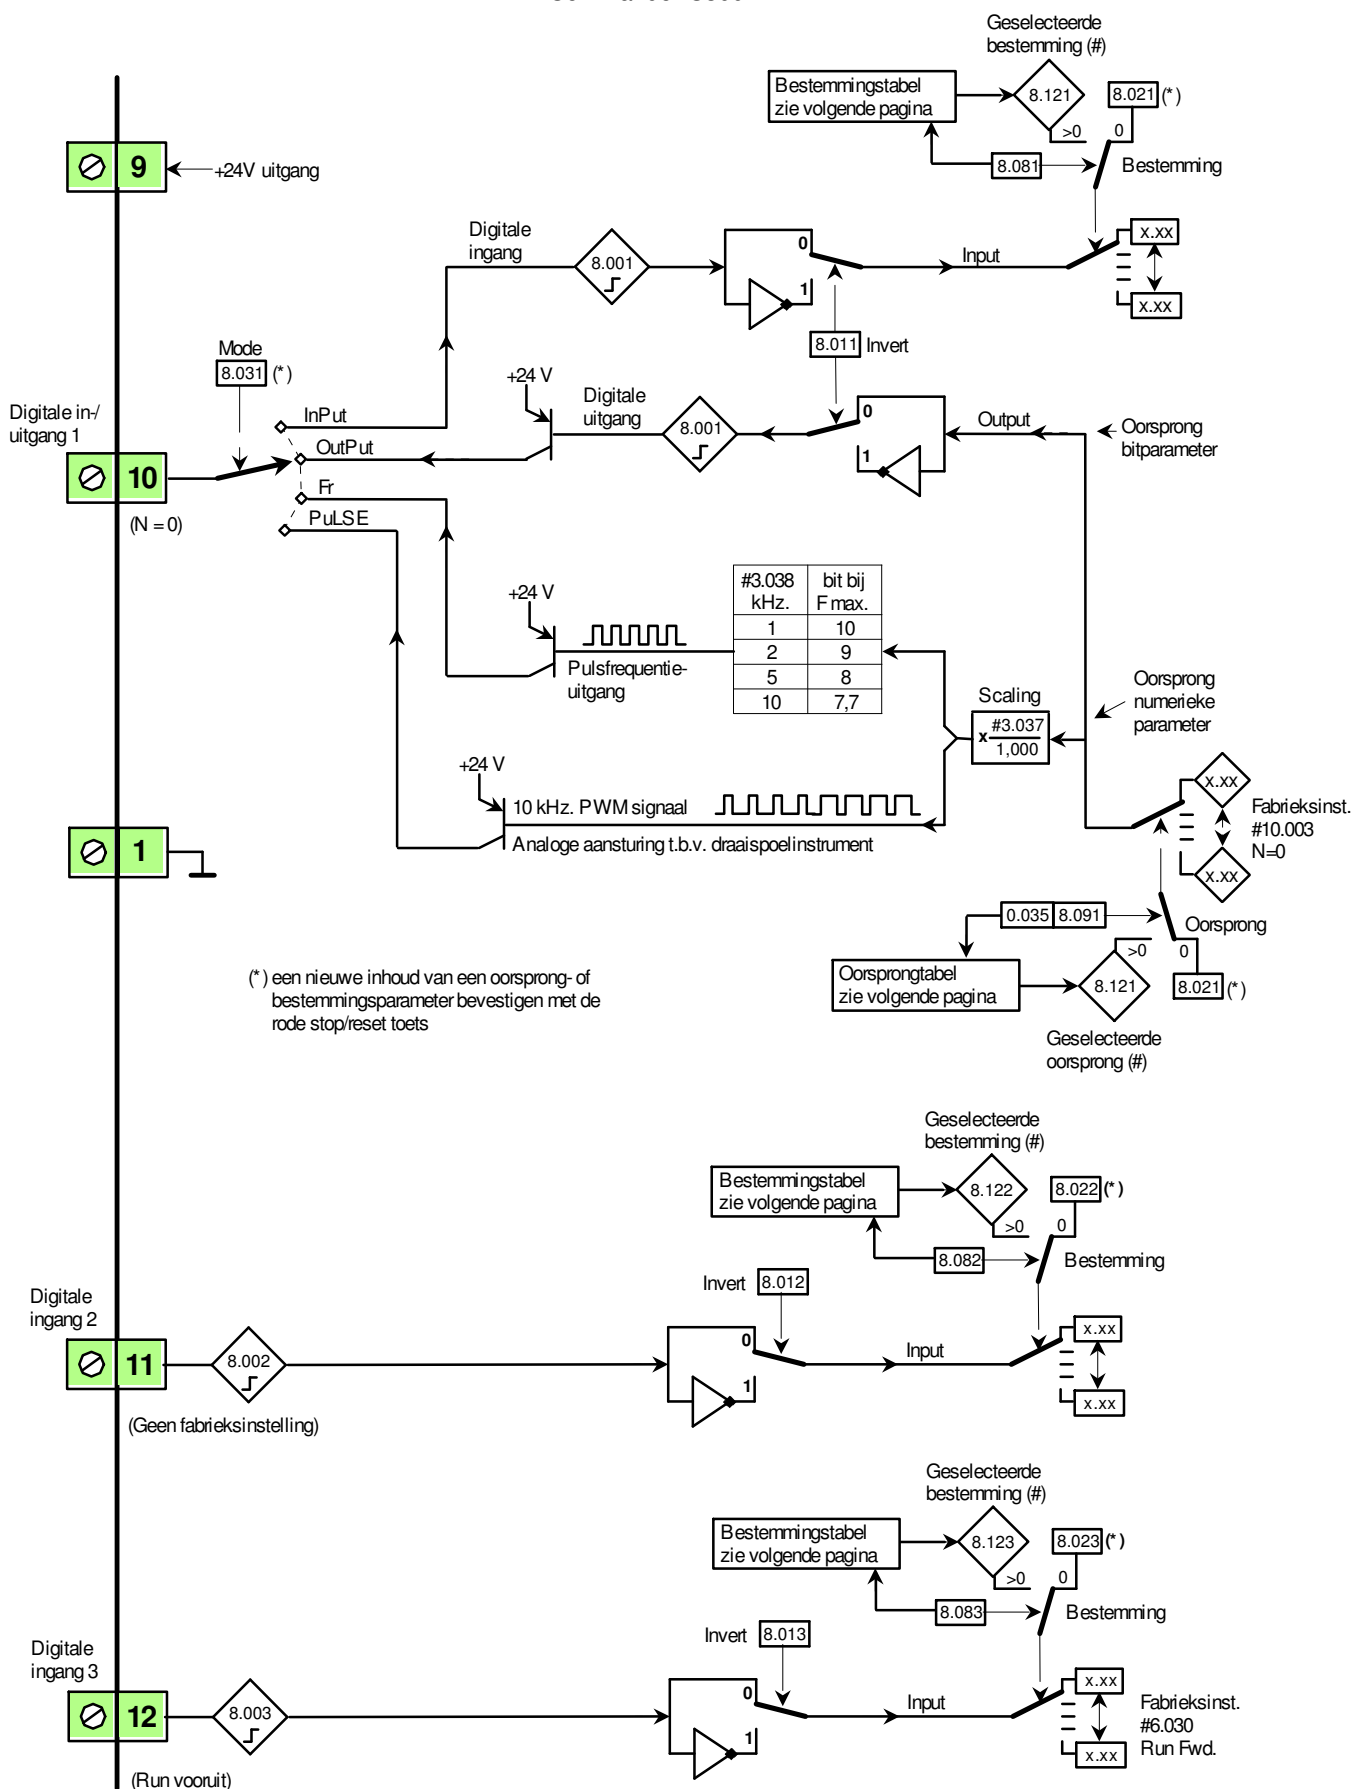 Geselecteerde
bestemming (#)
Bestemmingstabel
zie volgende pagina
8.121
8.021 (*)
>0
0
8.081
Bestemming
9
+24V uitgang
Digitale
ingang
8.001
0
1
Input
x.xx
x.xx
8.011 Invert
Mode
8.031 (*)
Digitale in-/
uitgang 1
10
(N = 0)
InPut
OutPut
Fr
PuLSE
+24 V
Digitale
uitgang
8.001
0
1
Output
Oorsprong
bitparameter
+24 V
Pulsfrequentie-
uitgang
#3.038 bit bij
kHz. Fmax.
1 10
2 9
5 8
10 7,7
Scaling
x #3.037
1,000
Oorsprong
numerieke
parameter
+24 V
10 kHz. PWM signaal
Analoge aansturing t.b.v. draaispoelinstrument
x.xx
x.xx
Fabrieksinst.
#10.003
N=0
1
0.035 8.091
Oorsprong
>0
0
Oorsprongtabel
zie volgende pagina
8.121
8.021 (*)
Geselecteerde
oorsprong (#)
(*) een nieuwe inhoud van een oorsprong- of
bestemmingsparameter bevestigen met de
rode stop/reset toets
Geselecteerde
bestemming (#)
Bestemmingstabel
zie volgende pagina
8.122
8.022 (*)
>0
0
8.082
Bestemming
Invert 8.012
Digitale
ingang 2
11
8.002
0
1
Input
x.xx
x.xx
(Geen fabrieksinstelling)
Geselecteerde
bestemming (#)
Bestemmingstabel
zie volgende pagina
8.123
8.023 (*)
>0
0
8.083
Bestemming
Invert 8.013
Digitale
ingang 3
12
8.003
0
1
Input
x.xx
x.xx
Fabrieksinst.
#6.030
Run Fwd.
(Run vooruit)